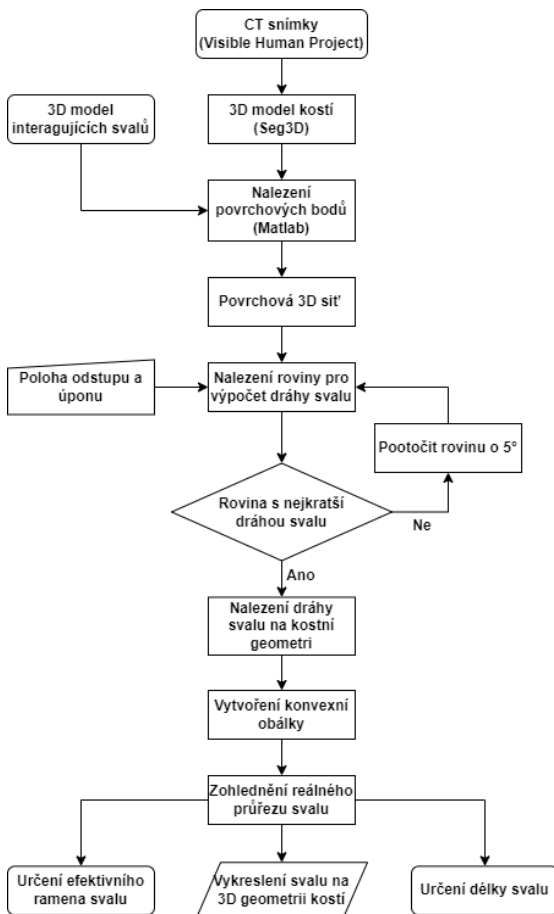 CT snímky
(Visible Human Project)
3D model
interagujících svalů
3D model kostí
(Seg3D)
Nalezení
povrchových bodů
(Matlab)
Povrchová 3D síť
Poloha odstupu a
úponu
Nalezení roviny pro
výpočet dráhy svalu
Pootočit rovinu o 5°
Rovina s nejkratší
dráhou svalu
Ne
Ano
Nalezení dráhy
svalu na kostní
geometri
Vytvoření konvexní
obálky
Zohlednění reálného
průřezu svalu
Určení efektivního
ramena svalu
Vykreslení svalu na
3D geometrii kostí
Určení délky svalu